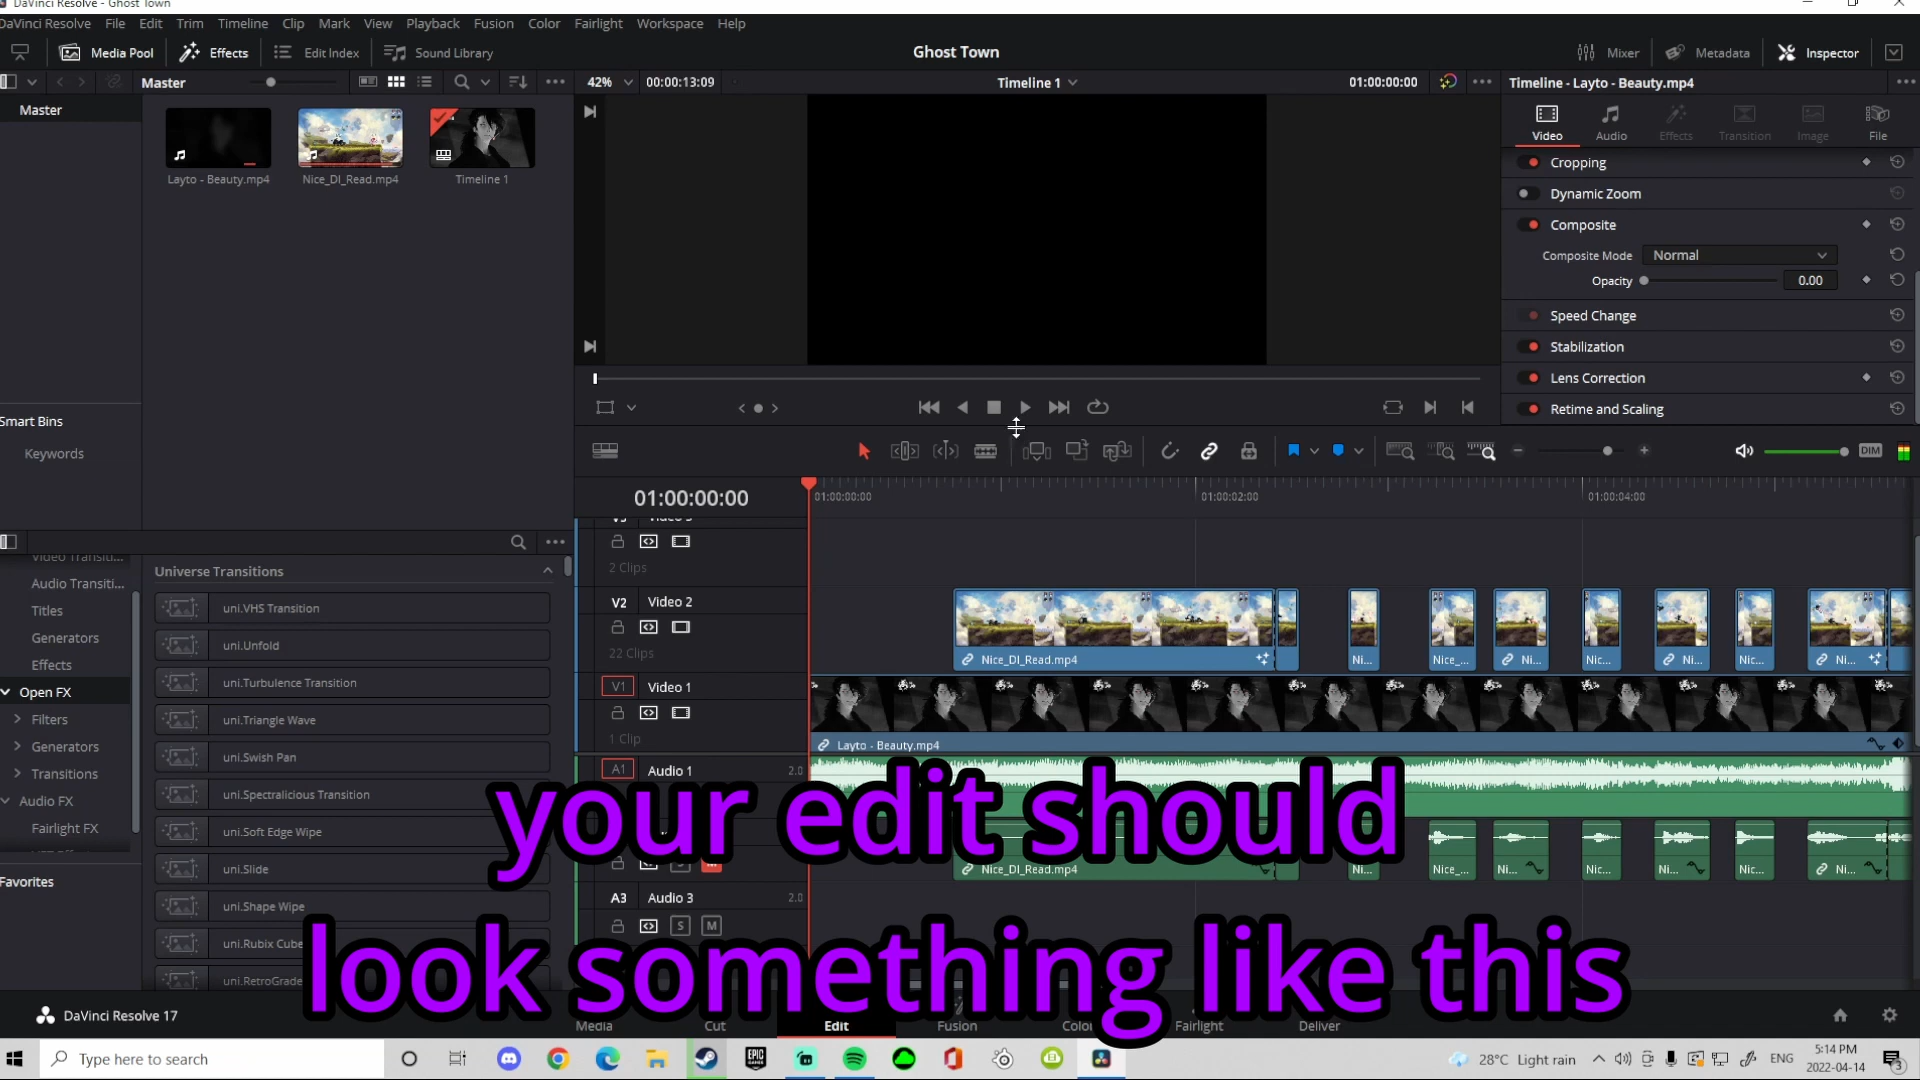 DaVinci Resolve - Ghost Town
DaVinci Resolve File Edit Trim Timeline Clip Mark View Playback Fusion Color Fairlight Workspace Help
Media Pool Effects Edit Index Sound Library Ghost Town Mixer Metadata Inspector
Master 42% 00:00:13:09 Timeline 1 01:00:00:00 Timeline - Layto - Beauty.mp4
Master
Layto - Beauty.mp4 Nice_DI_Read.mp4 Timeline 1
Video Audio Effects Transition Image File
Cropping
Dynamic Zoom
Composite
Composite Mode Normal
Opacity 0.00
Speed Change
Stabilization
Lens Correction
Retime and Scaling
Smart Bins
Keywords
DIM
01:00:00:00 01:00:00:00 01:00:02:00 01:00:04:00
Video Transiti...
Audio Transiti...
Titles
Generators
Effects
Open FX
Filters
Generators
Transitions
Audio FX
Fairlight FX
Favorites
Universe Transitions
uni.VHS Transition
uni.Unfold
uni.Turbulence Transition
uni.Triangle Wave
uni.Swish Pan
uni.Spectralicious Transition
uni.Soft Edge Wipe
uni.Slide
uni.Shape Wipe
uni.Rubix Cube
uni.RetroGrade
2 Clips
V2 Video 2
22 Clips
Nice_DI_Read.mp4 Ni... Nice_... Ni... Nic... Ni... Nic... Ni...
V1 Video 1
1 Clip
Layto - Beauty.mp4
A1 Audio 1 2.0
Nice_DI_Read.mp4 Ni... Nice_... Ni... Nic... Ni... Nic... Ni...
A3 Audio 3 2.0
S M
your edit should
look something like this
DaVinci Resolve 17
Media Cut Edit Fusion Fairlight Deliver
Type here to search
28°C Light rain ENG
5:14 PM
2022-04-14